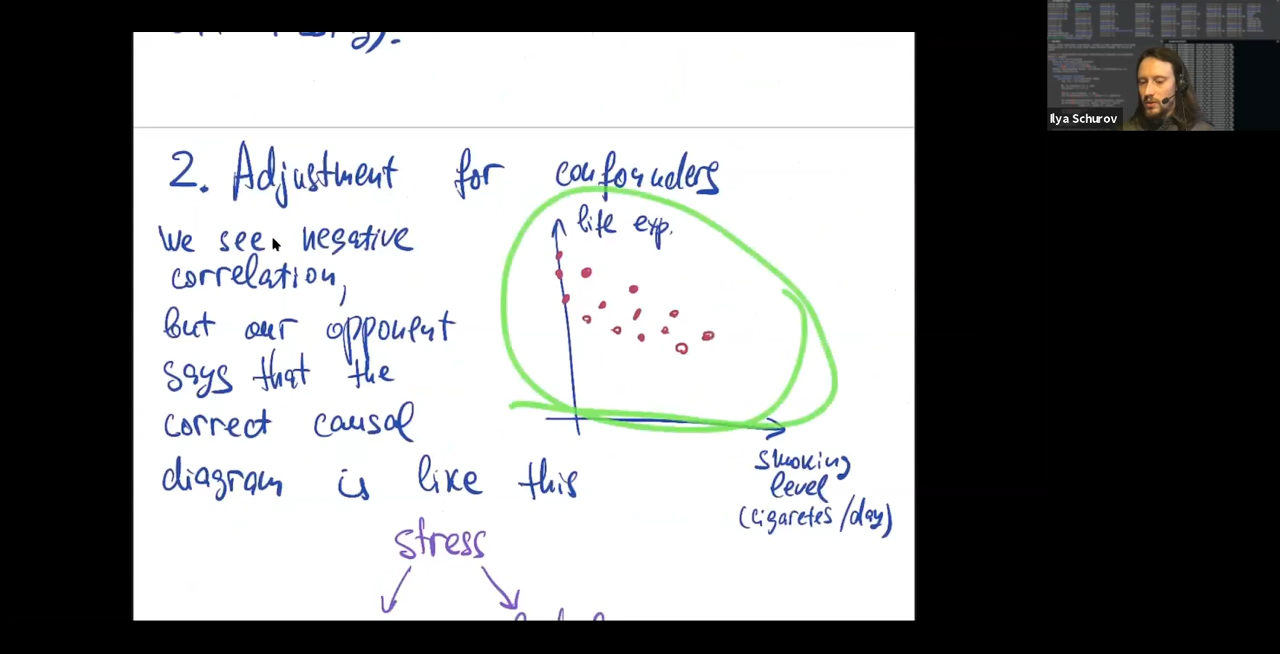 2. Adjustment for confounders
we see negative
correlation,
but our opponent
says that the
correct causal
diagram is like this
life exp.
smoking
level
(cigaretes/day)
stress
Ilya Schurov